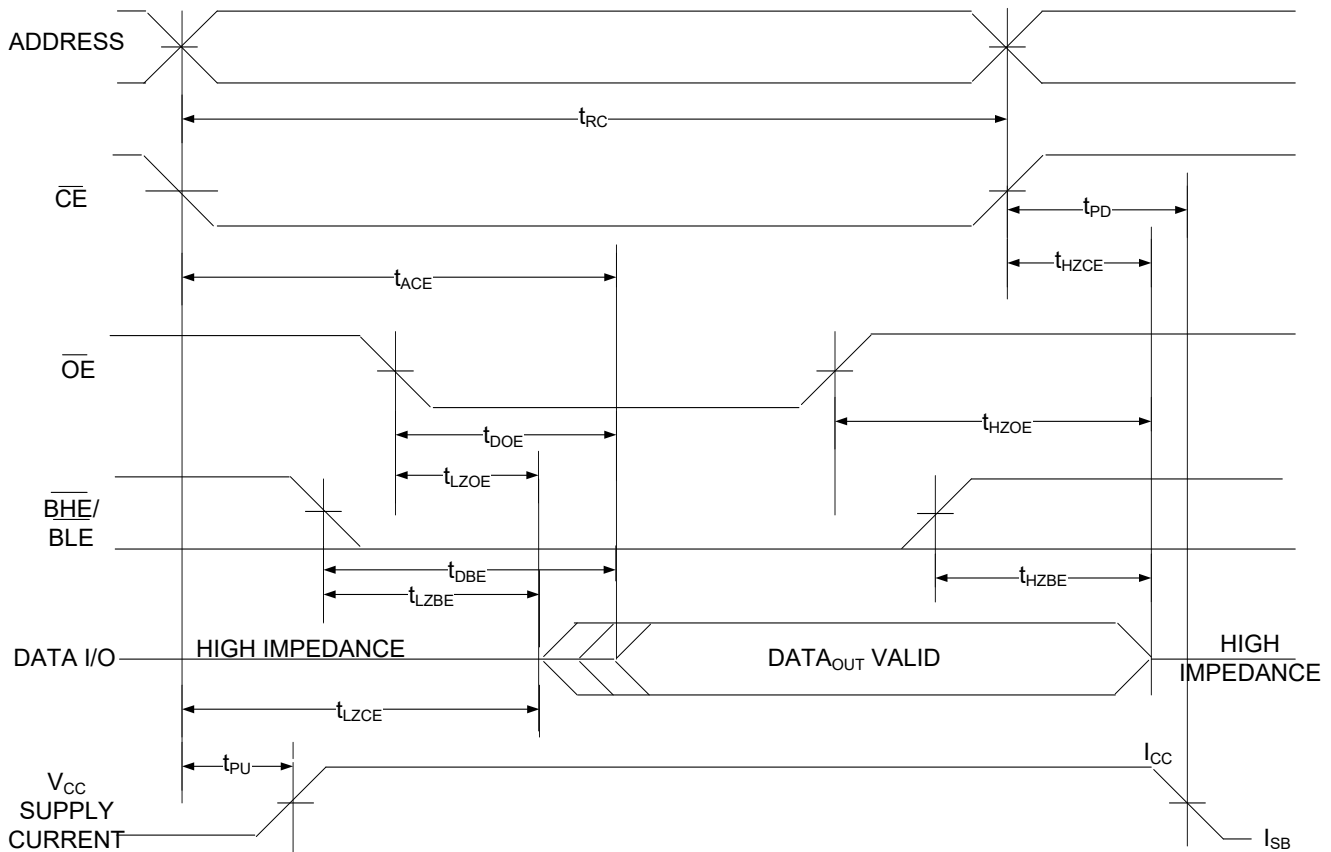 ADDRESS
tRC
CE
tPD
tHZCE
tACE
OE
tDOE
tHZOE
tLZOE
BHE/
BLE
tDBE
tHZBE
tLZBE
DATA I/O
HIGH IMPEDANCE
DATAOUT VALID
HIGH
IMPEDANCE
tLZCE
tPU
ICC
VCC
SUPPLY
CURRENT
ISB